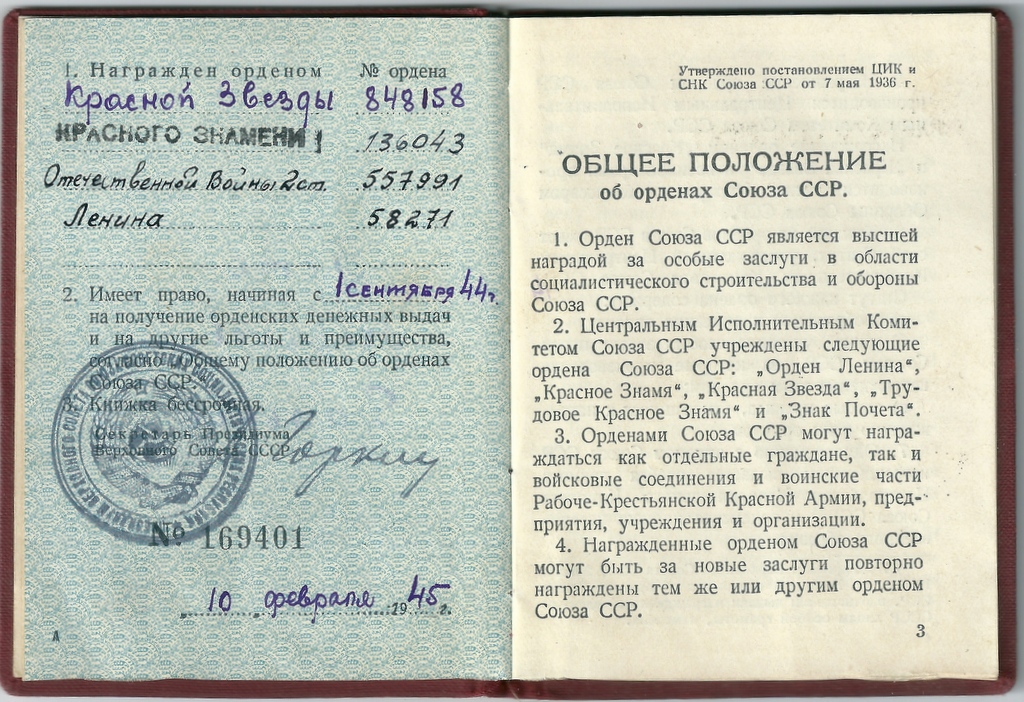 1. Награжден орденом № ордена
Красной Звезды 848158
КРАСНОГО ЗНАМЕНИ 136043
Отечественной Войны 2 ст. 557991
Ленина 58271
2. Имеет право, начиная с 1 сентября 44 г.
на получение орденских денежных выдач
и на другие льготы и преимущества,
согласно Общему положению об орденах
Союза ССР.
3. Книжка бессрочная.
Секретарь Президиума
Верховного Совета СССР Горкин
№ 169401
„10 февраля 1945 г.
А
Утверждено постановлением ЦИК и
СНК Союза ССР от 7 мая 1936 г.
ОБЩЕЕ ПОЛОЖЕНИЕ
об орденах Союза ССР.
1. Орден Союза ССР является высшей
наградой за особые заслуги в области
социалистического строительства и обороны
Союза ССР.
2. Центральным Исполнительным Коми-
тетом Союза ССР учреждены следующие
ордена Союза ССР: „Орден Ленина“,
„Красное Знамя“, „Красная Звезда“, „Тру-
довое Красное Знамя“ и „Знак Почета“.
3. Орденами Союза ССР могут награ-
ждаться как отдельные граждане, так и
войсковые соединения и воинские части
Рабоче-Крестьянской Красной Армии, пред-
приятия, учреждения и организации.
4. Награжденные орденом Союза ССР
могут быть за новые заслуги повторно
награждены тем же или другим орденом
Союза ССР.
3